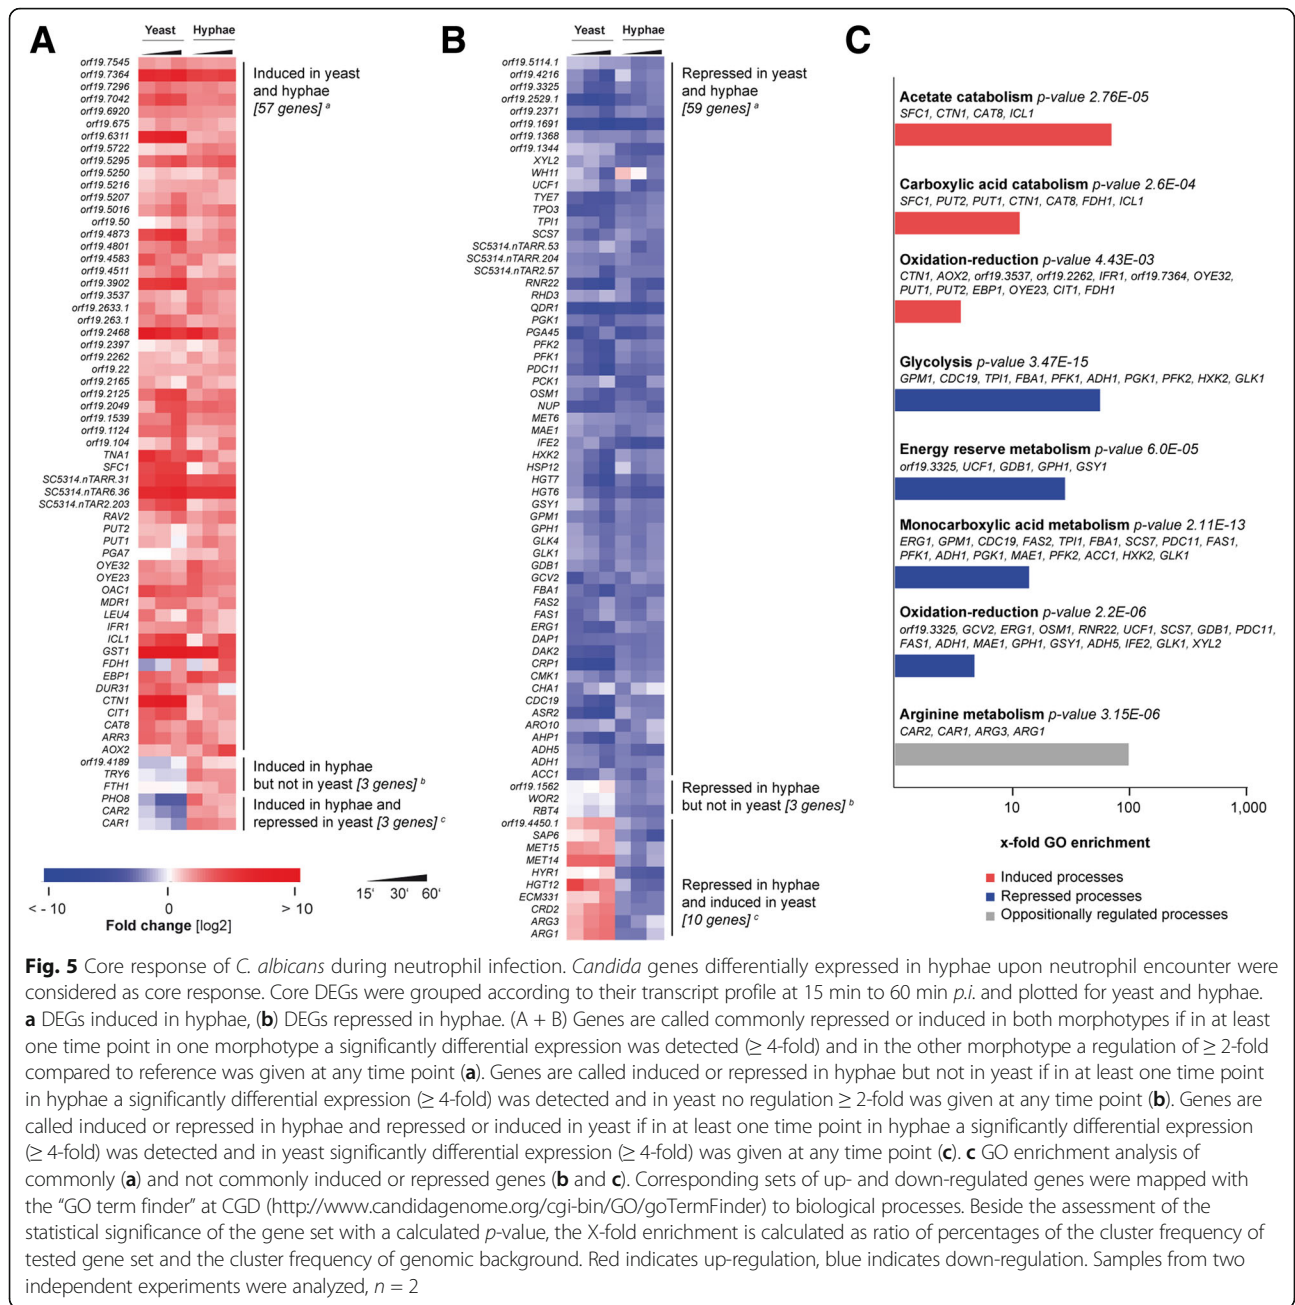 A
Yeast Hyphae
orf19.7545
orf19.7364
orf19.7296
orf19.7042
orf19.6920
orf19.675
orf19.6311
orf19.5722
orf19.5295
orf19.5250
orf19.5216
orf19.5207
orf19.5016
orf19.50
orf19.4873
orf19.4801
orf19.4583
orf19.4511
orf19.3902
orf19.3537
orf19.2633.1
orf19.263.1
orf19.2468
orf19.2397
orf19.2262
orf19.22
orf19.2165
orf19.2125
orf19.2049
orf19.1539
orf19.1124
orf19.104
TNA1
SFC1
SC5314.nTARR.31
SC5314.nTAR6.36
SC5314.nTAR2.203
RAV2
PUT2
PUT1
PGA7
OYE32
OYE23
OAC1
MDR1
LEU4
IFR1
ICL1
GST1
FDH1
EBP1
DUR31
CTN1
CIT1
CAT8
ARR3
AOX2
orf19.4189
TRY6
FTH1
PHO8
CAR2
CAR1
Induced in yeast
and hyphae
[57 genes] a
Induced in hyphae
but not in yeast [3 genes] b
Induced in hyphae and
repressed in yeast [3 genes] c
< - 10 0 > 10
Fold change [log2]
15' 30' 60'
B
Yeast Hyphae
orf19.5114.1
orf19.4216
orf19.3325
orf19.2529.1
orf19.2371
orf19.1691
orf19.1368
orf19.1344
XYL2
WH11
UCF1
TYE7
TPO3
TPI1
SCS7
SC5314.nTARR.53
SC5314.nTARR.204
SC5314.nTAR2.57
RNR22
RHD3
QDR1
PGK1
PGA45
PFK2
PFK1
PDC11
PCK1
OSM1
NUP
MET6
MAE1
IFE2
HXK2
HSP12
HGT7
HGT6
GSY1
GPM1
GPH1
GLK4
GLK1
GDB1
GCV2
FBA1
FAS2
FAS1
ERG1
DAP1
DAK2
CRP1
CMK1
CHA1
CDC19
ASR2
ARO10
AHP1
ADH5
ADH1
ACC1
orf19.1562
WOR2
RBT4
orf19.4450.1
SAP6
MET15
MET14
HYR1
HGT12
ECM331
CRD2
ARG3
ARG1
Repressed in yeast
and hyphae
[59 genes] a
Repressed in hyphae
but not in yeast [3 genes] b
Repressed in hyphae
and induced in yeast
[10 genes] c
C
Acetate catabolism p-value 2.76E-05
SFC1, CTN1, CAT8, ICL1
Carboxylic acid catabolism p-value 2.6E-04
SFC1, PUT2, PUT1, CTN1, CAT8, FDH1, ICL1
Oxidation-reduction p-value 4.43E-03
CTN1, AOX2, orf19.3537, orf19.2262, IFR1, orf19.7364, OYE32,
PUT1, PUT2, EBP1, OYE23, CIT1, FDH1
Glycolysis p-value 3.47E-15
GPM1, CDC19, TPI1, FBA1, PFK1, ADH1, PGK1, PFK2, HXK2, GLK1
Energy reserve metabolism p-value 6.0E-05
orf19.3325, UCF1, GDB1, GPH1, GSY1
Monocarboxylic acid metabolism p-value 2.11E-13
ERG1, GPM1, CDC19, FAS2, TPI1, FBA1, SCS7, PDC11, FAS1,
PFK1, ADH1, PGK1, MAE1, PFK2, ACC1, HXK2, GLK1
Oxidation-reduction p-value 2.2E-06
orf19.3325, GCV2, ERG1, OSM1, RNR22, UCF1, SCS7, GDB1, PDC11,
FAS1, ADH1, MAE1, GPH1, GSY1, ADH5, IFE2, GLK1, XYL2
Arginine metabolism p-value 3.15E-06
CAR2, CAR1, ARG3, ARG1
10 100 1,000
x-fold GO enrichment
Induced processes
Repressed processes
Oppositionally regulated processes
Fig. 5 Core response of C. albicans during neutrophil infection. Candida genes differentially expressed in hyphae upon neutrophil encounter were
considered as core response. Core DEGs were grouped according to their transcript profile at 15 min to 60 min p.i. and plotted for yeast and hyphae.
a DEGs induced in hyphae, (b) DEGs repressed in hyphae. (A + B) Genes are called commonly repressed or induced in both morphotypes if in at least
one time point in one morphotype a significantly differential expression was detected (≥ 4-fold) and in the other morphotype a regulation of ≥ 2-fold
compared to reference was given at any time point (a). Genes are called induced or repressed in hyphae but not in yeast if in at least one time point
in hyphae a significantly differential expression (≥ 4-fold) was detected and in yeast no regulation ≥ 2-fold was given at any time point (b). Genes are
called induced or repressed in hyphae and repressed or induced in yeast if in at least one time point in hyphae a significantly differential expression
(≥ 4-fold) was detected and in yeast significantly differential expression (≥ 4-fold) was given at any time point (c). c GO enrichment analysis of
commonly (a) and not commonly induced or repressed genes (b and c). Corresponding sets of up- and down-regulated genes were mapped with
the “GO term finder” at CGD (http://www.candidagenome.org/cgi-bin/GO/goTermFinder) to biological processes. Beside the assessment of the
statistical significance of the gene set with a calculated p-value, the X-fold enrichment is calculated as ratio of percentages of the cluster frequency of
tested gene set and the cluster frequency of genomic background. Red indicates up-regulation, blue indicates down-regulation. Samples from two
independent experiments were analyzed, n = 2